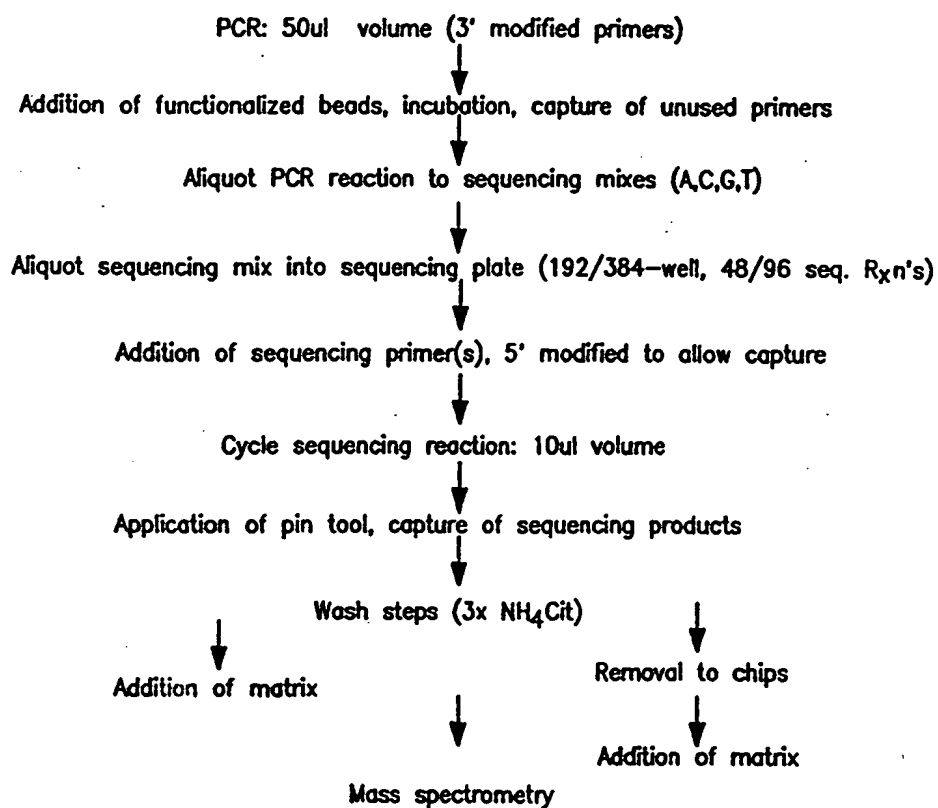 PCR: 50ul volume (3' modified primers)
Addition of functionalized beads, incubation, capture of unused primers
Aliquot PCR reaction to sequencing mixes (A,C,G,T)
Aliquot sequencing mix into sequencing plate (192/384-well, 48/96 seq. RXn's)
Addition of sequencing primer(s), 5' modified to allow capture
Cycle sequencing reaction: 10ul volume
Application of pin tool, capture of sequencing products
Wash steps (3x NH4Cit)
Addition of matrix
Removal to chips
Addition of matrix
Mass spectrometry